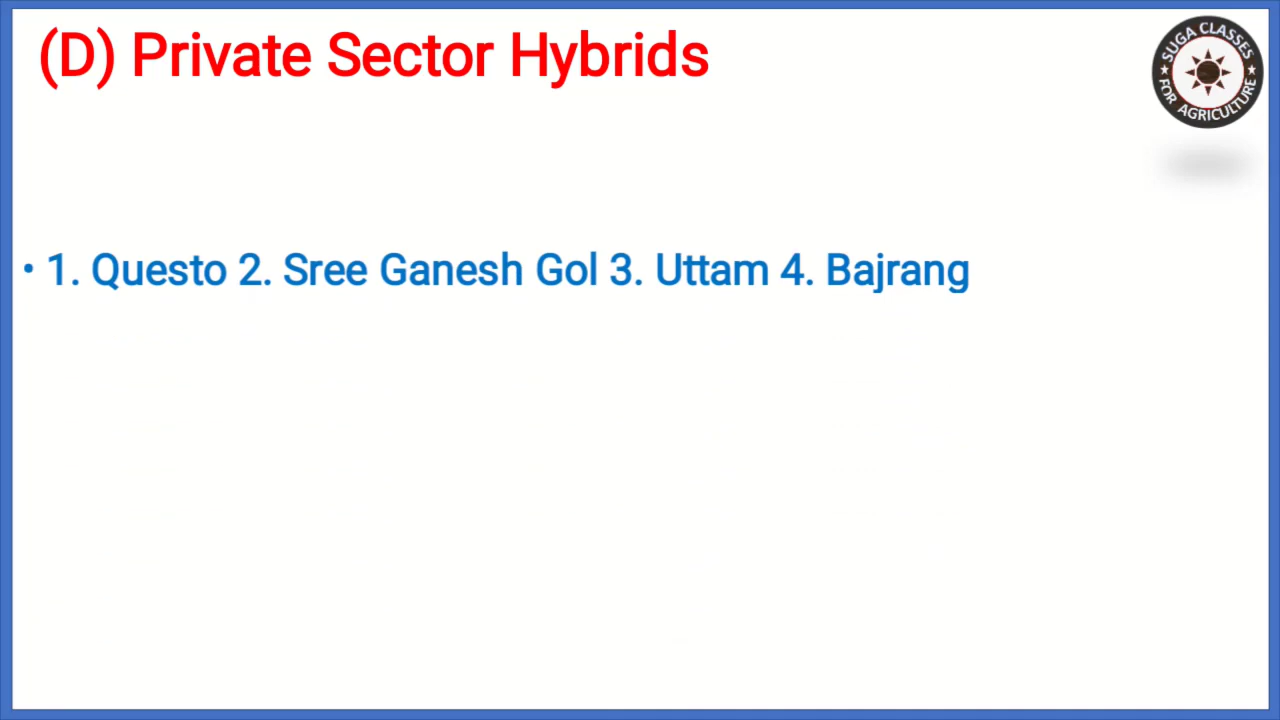 (D) Private Sector Hybrids
SUGA CLASSES
FOR AGRICULTURE
• 1. Questo 2. Sree Ganesh Gol 3. Uttam 4. Bajrang